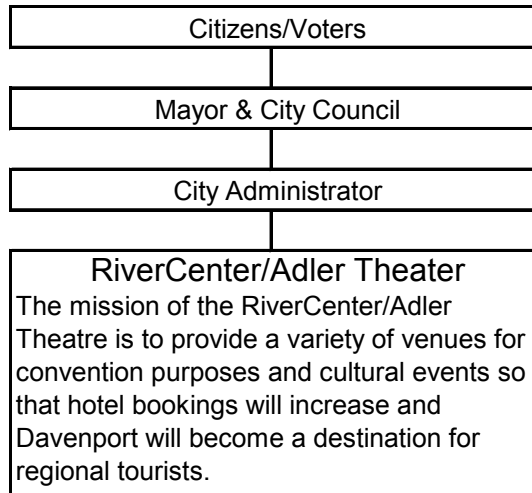 Citizens/Voters
Mayor & City Council
City Administrator
RiverCenter/Adler Theater
The mission of the RiverCenter/Adler
Theatre is to provide a variety of venues for
convention purposes and cultural events so
that hotel bookings will increase and
Davenport will become a destination for
regional tourists.